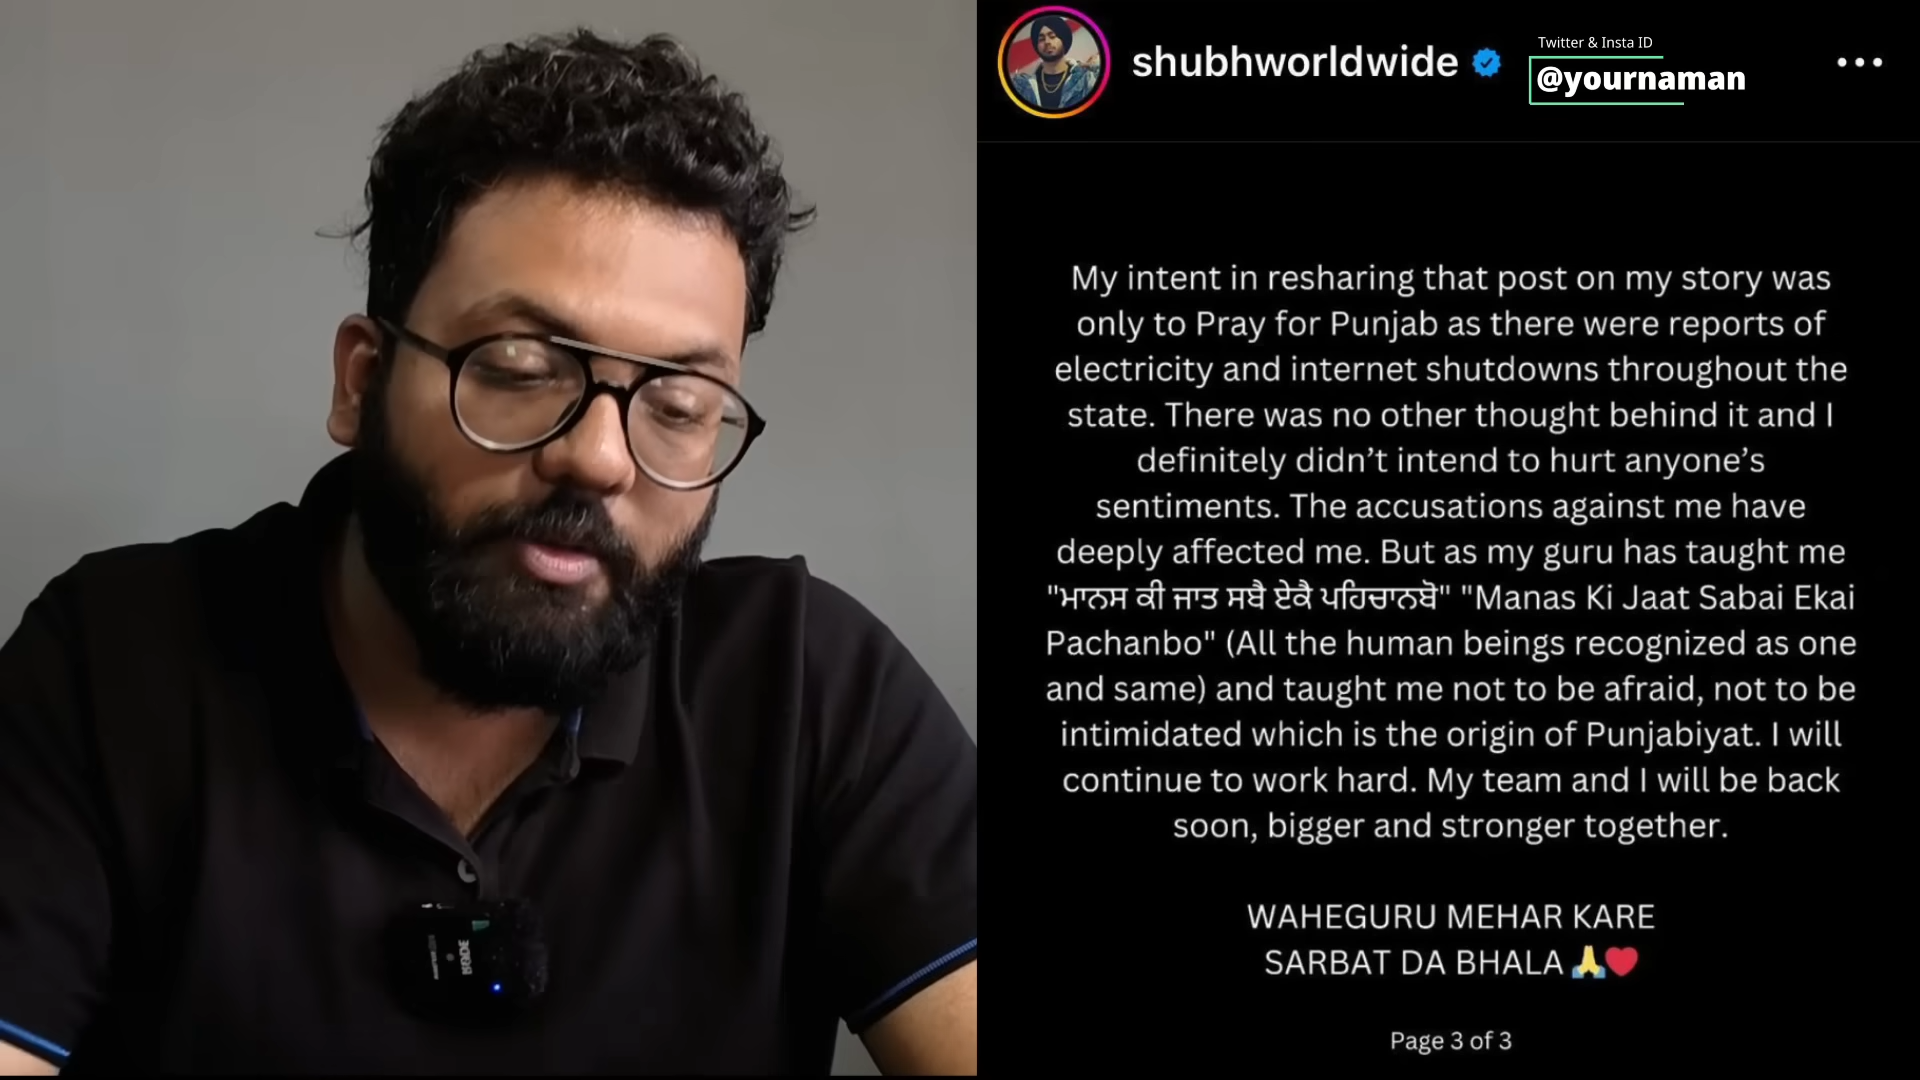 shubhworldwide
Twitter & Insta ID
@yournaman
My intent in resharing that post on my story was
only to Pray for Punjab as there were reports of
electricity and internet shutdowns throughout the
state. There was no other thought behind it and I
definitely didn’t intend to hurt anyone’s
sentiments. The accusations against me have
deeply affected me. But as my guru has taught me
"ਮਾਨਸ ਕੀ ਜਾਤ ਸਬੈ ਏਕੈ ਪਹਿਚਾਨਬੋ" "Manas Ki Jaat Sabai Ekai
Pachanbo" (All the human beings recognized as one
and same) and taught me not to be afraid, not to be
intimidated which is the origin of Punjabiyat. I will
continue to work hard. My team and I will be back
soon, bigger and stronger together.
WAHEGURU MEHAR KARE
SARBAT DA BHALA 🙏❤️
Page 3 of 3
RODE